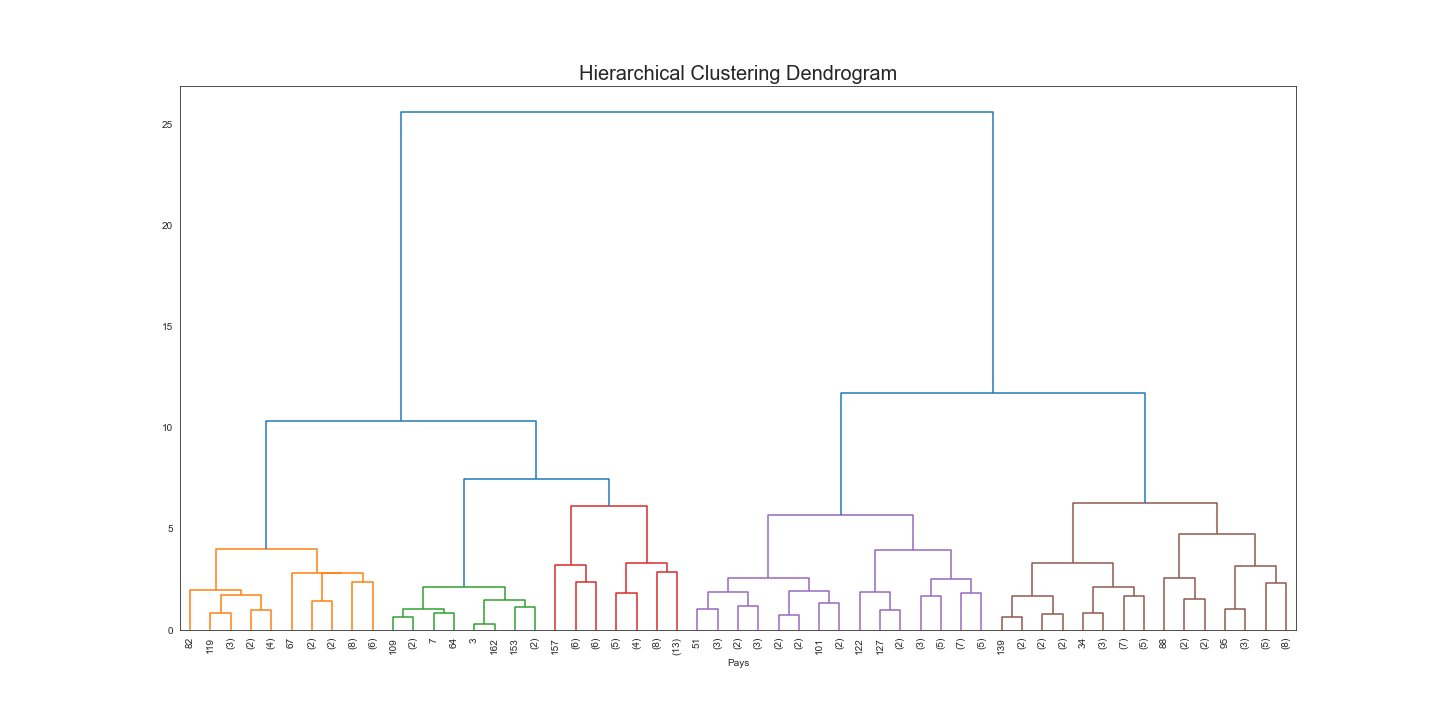 Hierarchical Clustering Dendrogram
25
20
15
10
5
0
82 119 (3) (2) (4) 67 (2) (2) (8) (6) 109 (2) 7 64 3 162 153 (2) 157 (6) (6) (5) (4) (8) (13) 51 (3) (2) (3) (2) (2) 101 (2) 122 127 (2) (3) (5) (7) (5) 139 (2) (2) (2) 34 (3) (7) (5) 88 (2) (2) 95 (3) (5) (8)
Pays